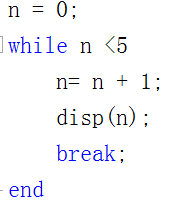 n = 0;
while n <5
    n= n + 1;
    disp(n);
    break;
end